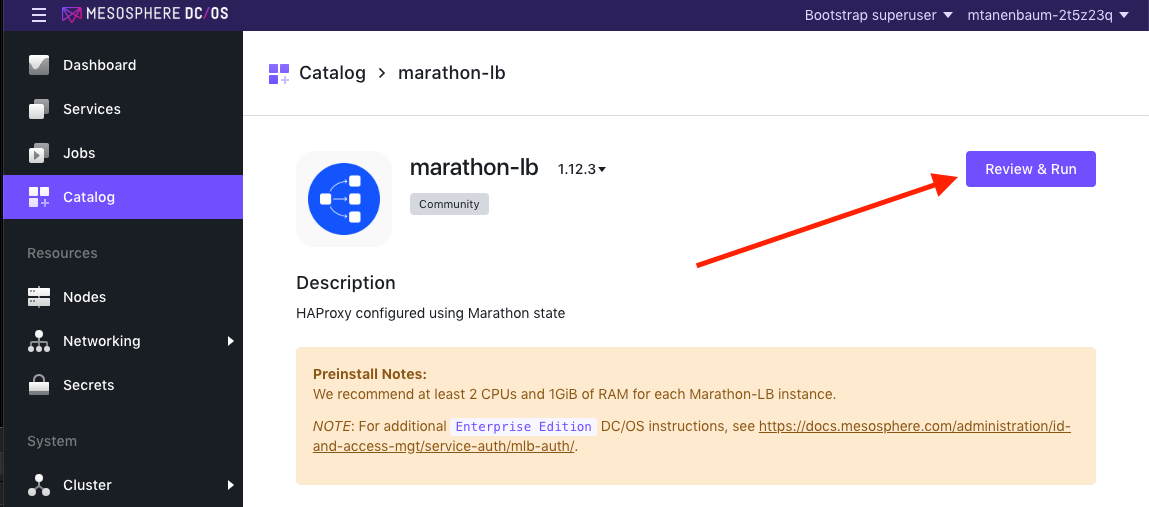 MESOSPHERE DC/OS
Bootstrap superuser
mtanenbaum-2t5z23q
Dashboard
Services
Jobs
Catalog
Resources
Nodes
Networking
Secrets
System
Cluster
Catalog > marathon-lb
marathon-lb 1.12.3
Community
Review & Run
Description
HAProxy configured using Marathon state
Preinstall Notes:
We recommend at least 2 CPUs and 1GiB of RAM for each Marathon-LB instance.
NOTE: For additional Enterprise Edition DC/OS instructions, see https://docs.mesosphere.com/administration/id-
and-access-mgt/service-auth/mlb-auth/.